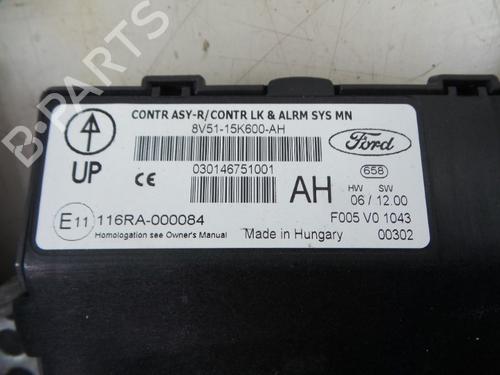 CONTR ASY-R/CONTR LK & ALRM SYS MN
8V51-15K600-AH
Ford
UP
CE
030146751001
AH
658
HW SW
06 / 12.00
E11
116RA-000084
F005 V0 1043
Homologation see Owner's Manual
Made in Hungary
00302
B-PARTS